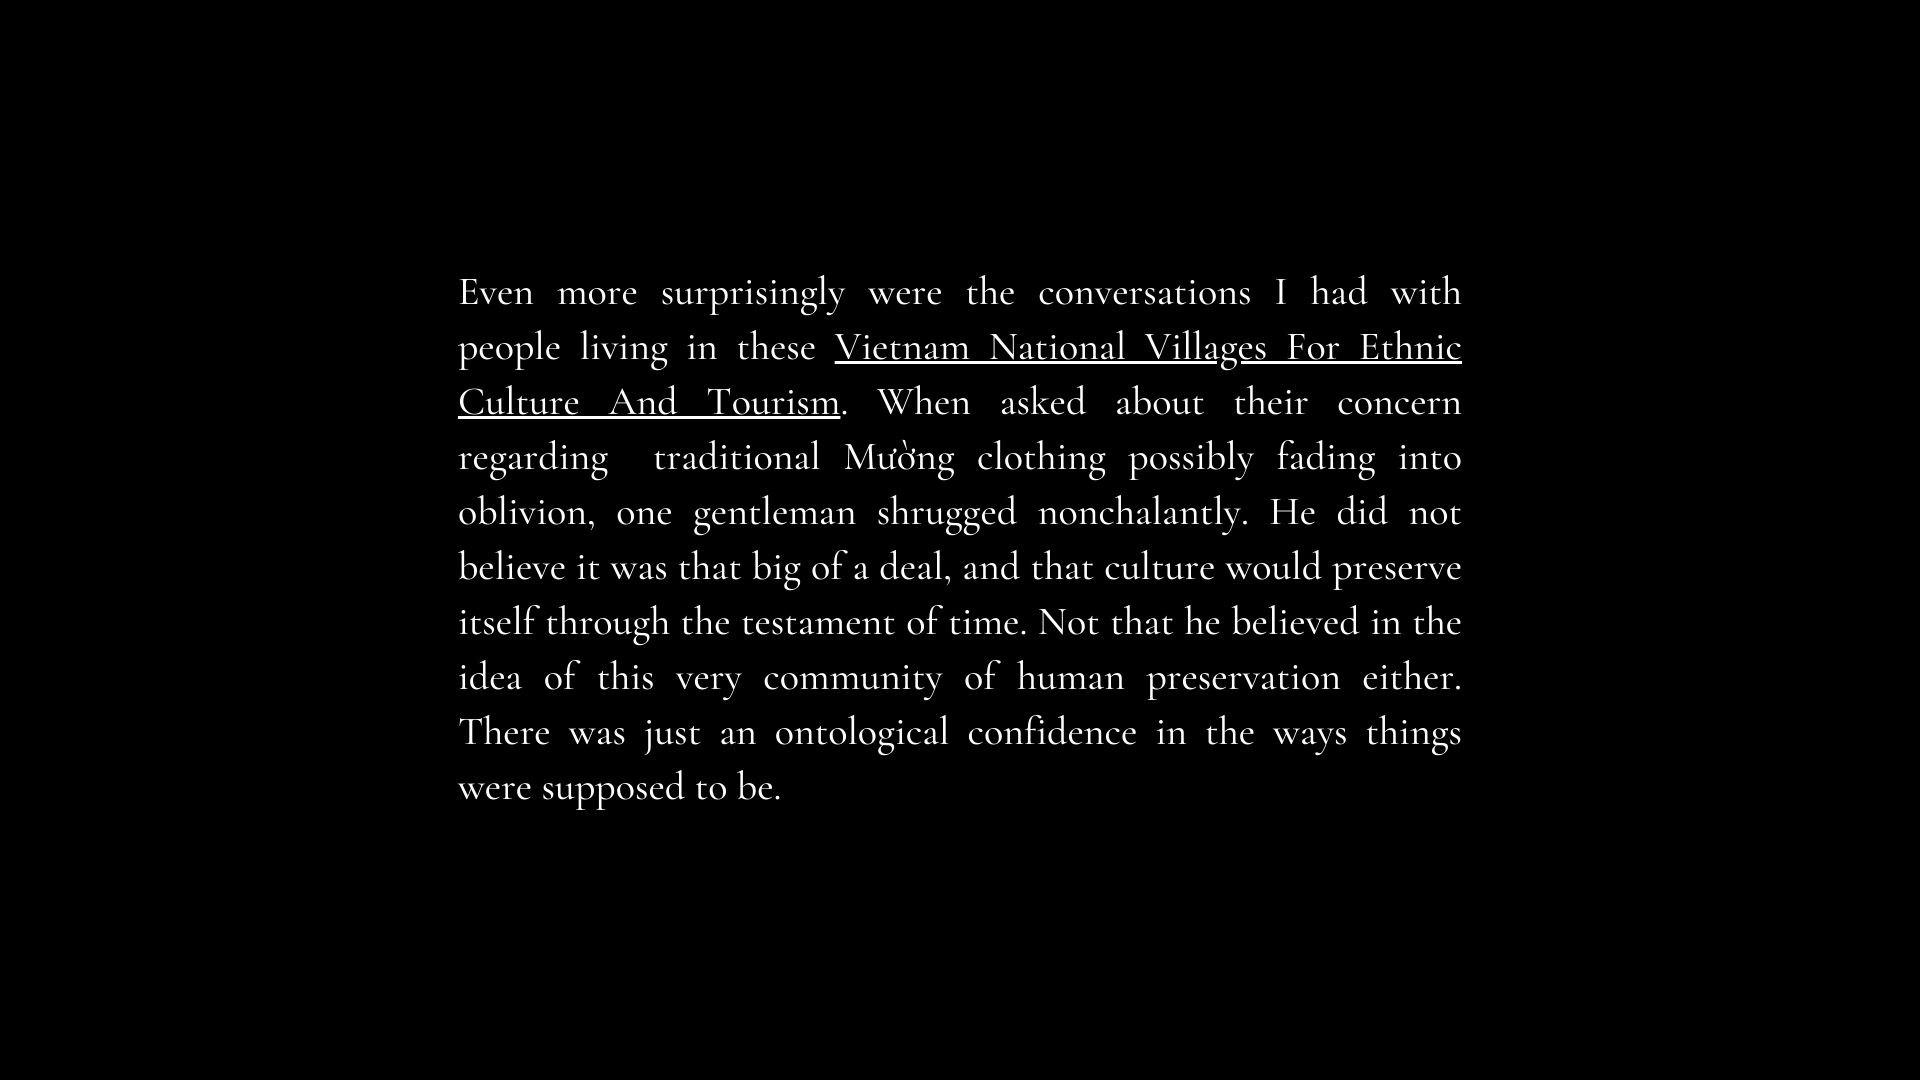 Even more surprisingly were the conversations I had with
people living in these Vietnam National Villages For Ethnic
Culture And Tourism. When asked about their concern
regarding  traditional Mường clothing possibly fading into
oblivion, one gentleman shrugged nonchalantly. He did not
believe it was that big of a deal, and that culture would preserve
itself through the testament of time. Not that he believed in the
idea of this very community of human preservation either.
There was just an ontological confidence in the ways things
were supposed to be.